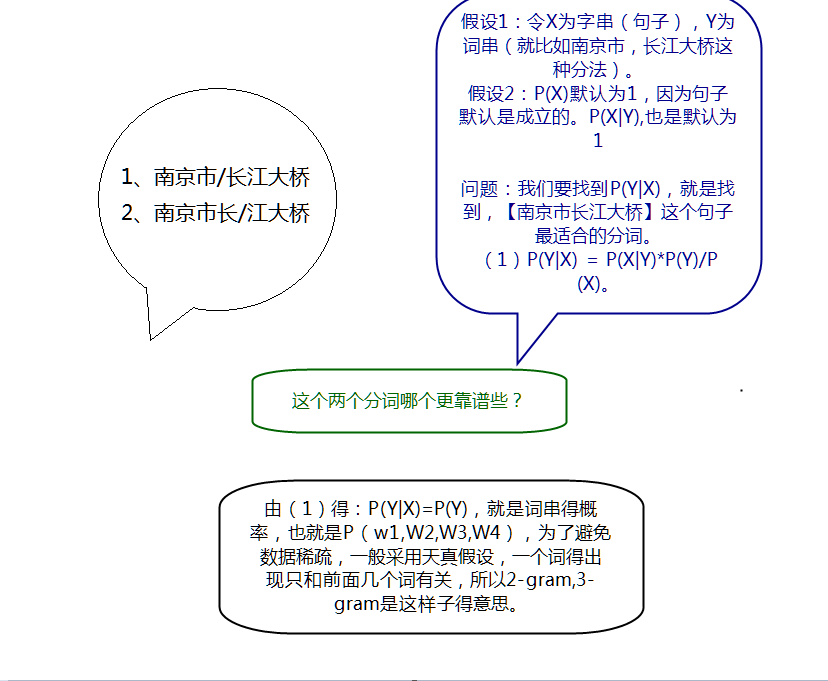 假设1：令X为字串（句子），Y为
词串（就比如南京市，长江大桥这
种分法）。
假设2：P(X)默认为1，因为句子
默认是成立的。P(X|Y),也是默认为
1
问题：我们要找到P(Y|X)，就是找
到，【南京市长江大桥】这个句子
最适合的分词。
（1）P(Y|X) = P(X|Y)*P(Y)/P
(X)。
1、南京市/长江大桥
2、南京市长/江大桥
这个两个分词哪个更靠谱些？
由（1）得：P(Y|X)=P(Y)，就是词串得概
率，也就是P（w1,W2,W3,W4），为了避免
数据稀疏，一般采用天真假设，一个词得出
现只和前面几个词有关，所以2-gram,3-
gram是这样子得意思。